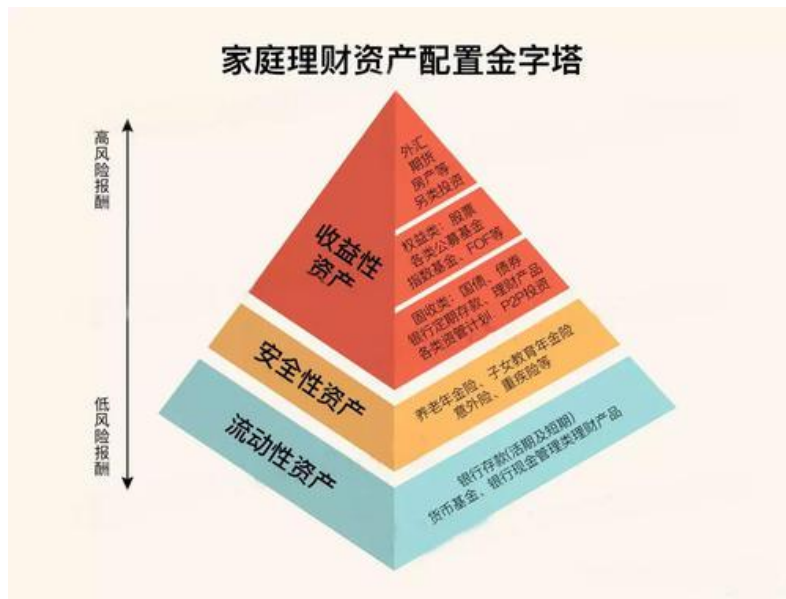 家庭理财资产配置金字塔
高风险报酬
低风险报酬
收益性
资产
外汇
期货
房产等
另类投资
权益类：股票
各类公募基金
指数基金、FOF等
固收类：国债、债券
银行定期存款、理财产品
各类资管计划、P2P投资
安全性资产
养老年金险、子女教育年金险
意外险、重疾险等
流动性资产
银行存款(活期及短期)
货币基金、银行现金管理类理财产品